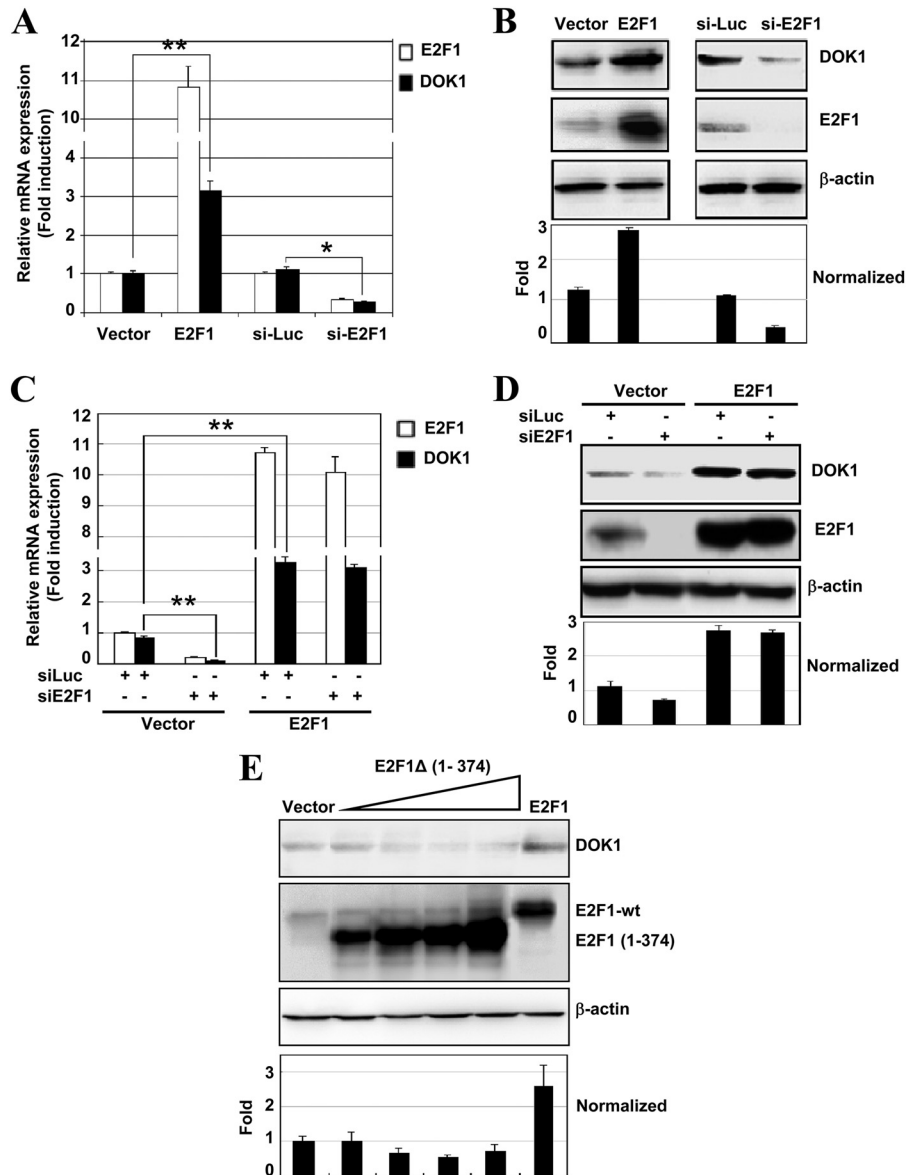 A
12
11
10
4
3
2
1
0
Relative mRNA expression
(Fold induction)
**
*
E2F1
DOK1
Vector
E2F1
si-Luc
si-E2F1
B
Vector E2F1
si-Luc si-E2F1
DOK1
E2F1
β-actin
3
2
1
0
Fold
Normalized
C
12
11
10
8
4
3
2
1
0
Relative mRNA expression
(Fold induction)
**
**
E2F1
DOK1
siLuc + + - - + + - -
siE2F1 - - + + - - + +
Vector
E2F1
D
Vector E2F1
siLuc + - + -
siE2F1 - + - +
DOK1
E2F1
β-actin
3
2
1
0
Fold
Normalized
E
E2F1Δ (1- 374)
Vector
E2F1
DOK1
E2F1-wt
E2F1 (1-374)
β-actin
3
2
1
0
Fold
Normalized